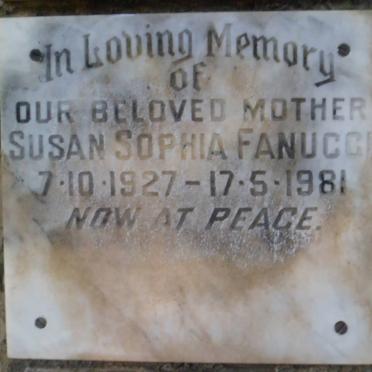 In Loving Memory
OF
OUR BELOVED MOTHER
SUSAN SOPHIA FANUCCI
7·10·1927 – 17·5·1981
NOW AT PEACE.